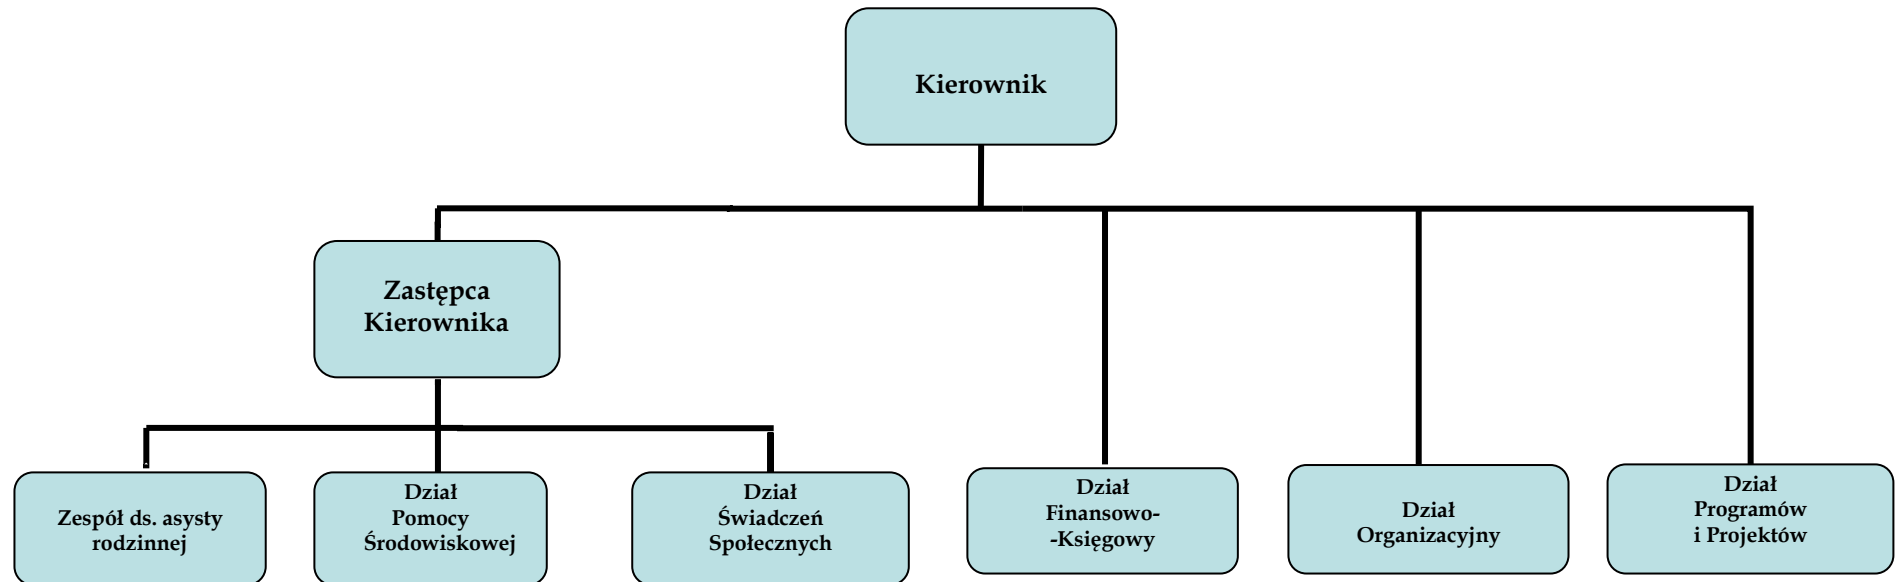 Kierownik
Zastępca
Kierownika
Zespół ds. asysty
rodzinnej
Dział
Pomocy
Środowiskowej
Dział
Świadczeń
Społecznych
Dział
Finansowo-
-Księgowy
Dział
Organizacyjny
Dział
Programów
i Projektów